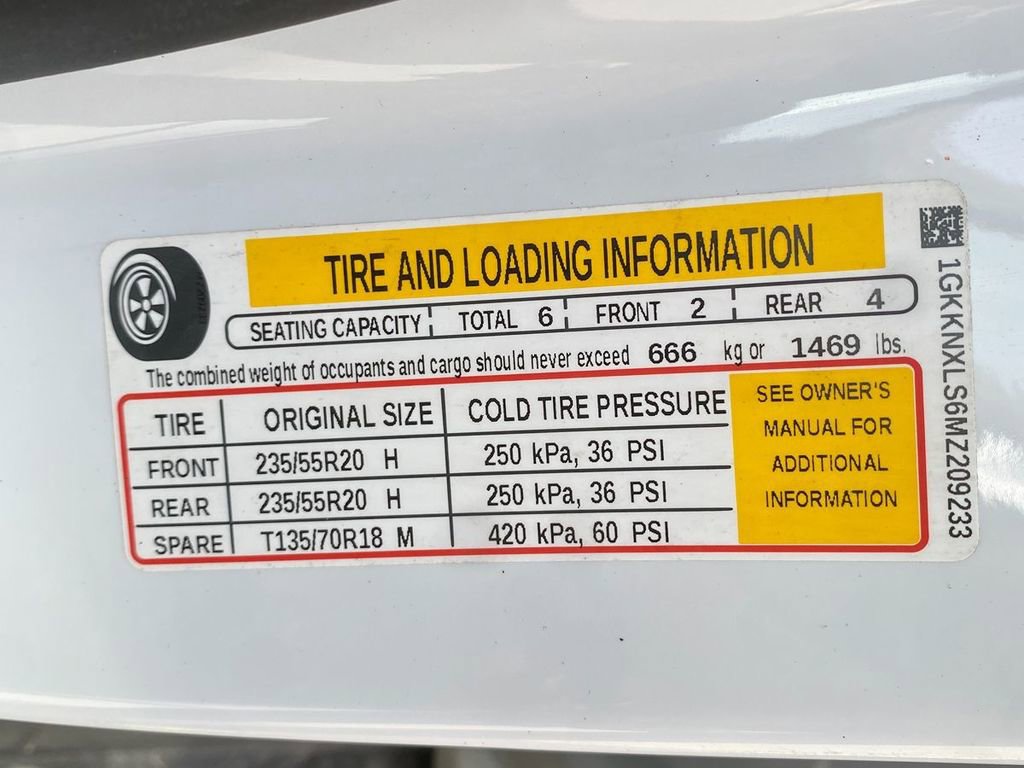 TIRE AND LOADING INFORMATION
SEATING CAPACITY TOTAL 6 FRONT 2 REAR 4
The combined weight of occupants and cargo should never exceed 666 kg or 1469 lbs.
TIRE ORIGINAL SIZE COLD TIRE PRESSURE
FRONT 235/55R20 H 250 kPa, 36 PSI
REAR 235/55R20 H 250 kPa, 36 PSI
SPARE T135/70R18 M 420 kPa, 60 PSI
SEE OWNER'S
MANUAL FOR
ADDITIONAL
INFORMATION
1GKKNXLS6MZ209233